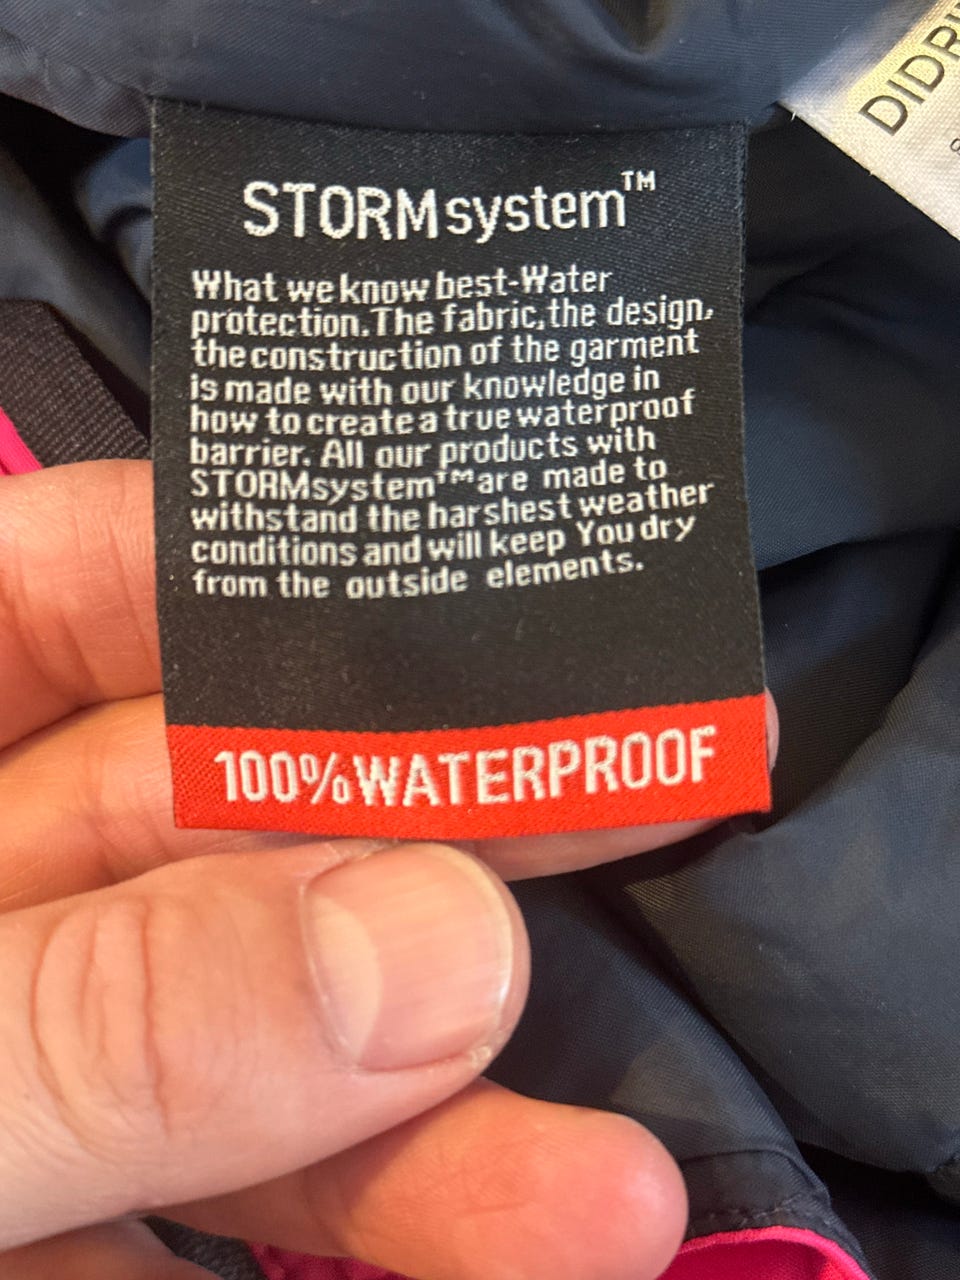 STORMsystem™
What we know best-Water
protection.The fabric,the design,
the construction of the garment
is made with our knowledge in
how to create a true waterproof
barrier. All our products with
STORMsystem™are made to
withstand the harshest weather
conditions and will keep You dry
from the outside elements.
100%WATERPROOF